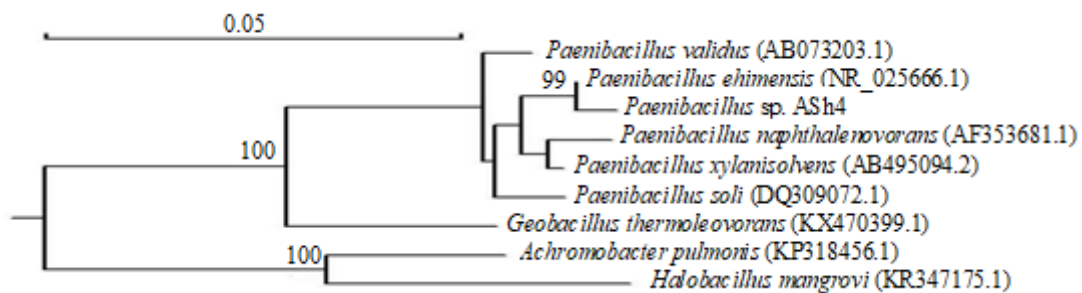 0.05
Paenibacillus validus (AB073203.1)
99 Paenibacillus ehimensis (NR_025666.1)
Paenibacillus sp. ASh4
Paenibacillus naphthalenovorans (AF353681.1)
100
Paenibacillus xylanisolvens (AB495094.2)
Paenibacillus soli (DQ309072.1)
Geobacillus thermoleovorans (KX470399.1)
100 Achromobacter pulmonis (KP318456.1)
Halobacillus mangrovi (KR347175.1)